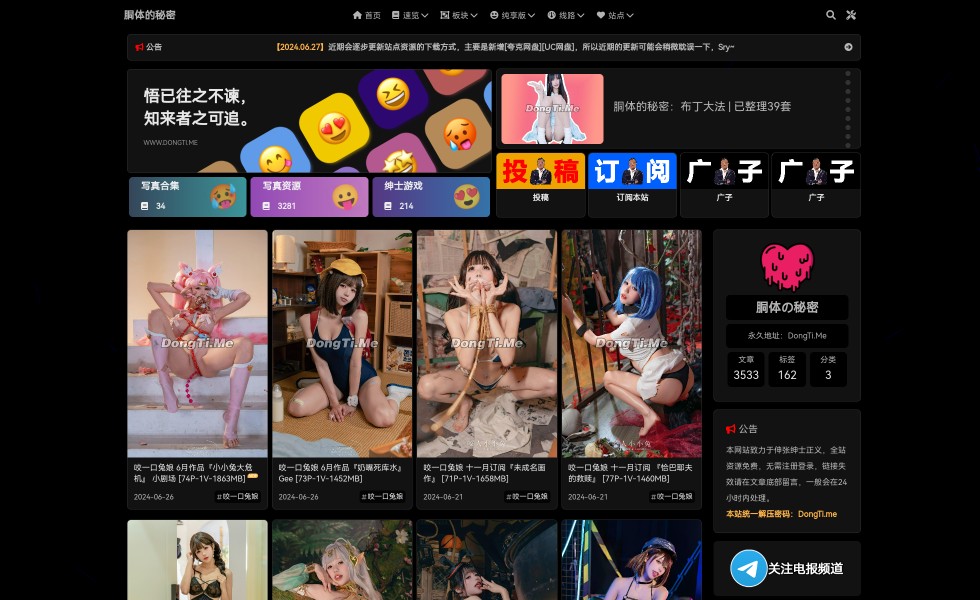 胴体的秘密
首页 速览 板块 纯享版 线路 站点
公告
【2024.06.27】近期会逐步更新站点资源的下载方式，主要是新增[夸克网盘][UC网盘]，所以近期的更新可能会稍微耽误一下，Sry~
悟已往之不谏，
知来者之可追。
WWW.DONGTI.ME
DongTi.Me
胴体的秘密：布丁大法 | 已整理39套
写真合集
34
写真资源
3281
绅士游戏
214
投稿
投稿
订阅
订阅本站
广子
广子
广子
广子
DongTi.Me
咬一口兔娘 6月作品『小小兔大危
机』 小剧场 [74P-1V-1863MB]
2024-06-26
#咬一口兔娘
DongTi.Me
咬一口兔娘 6月作品『奶嘴死库水』
Gee [73P-1V-1452MB]
2024-06-26
#咬一口兔娘
DongTi.Me
咬一口兔娘 十一月订阅『未成名画
作』 [71P-1V-1658MB]
2024-06-21
#咬一口兔娘
DongTi.Me
咬一口兔娘 十一月订阅 『恰巴耶夫
的救赎』 [77P-1V-1460MB]
2024-06-21
#咬一口兔娘
胴体の秘密
永久地址：DongTi.Me
文章
3533
标签
162
分类
3
公告
本网站致力于伸张绅士正义，全站
资源免费，无需注册登录，链接失
效请在文章底部留言，一般会在24
小时内处理。
本站统一解压密码：DongTi.me
关注电报频道